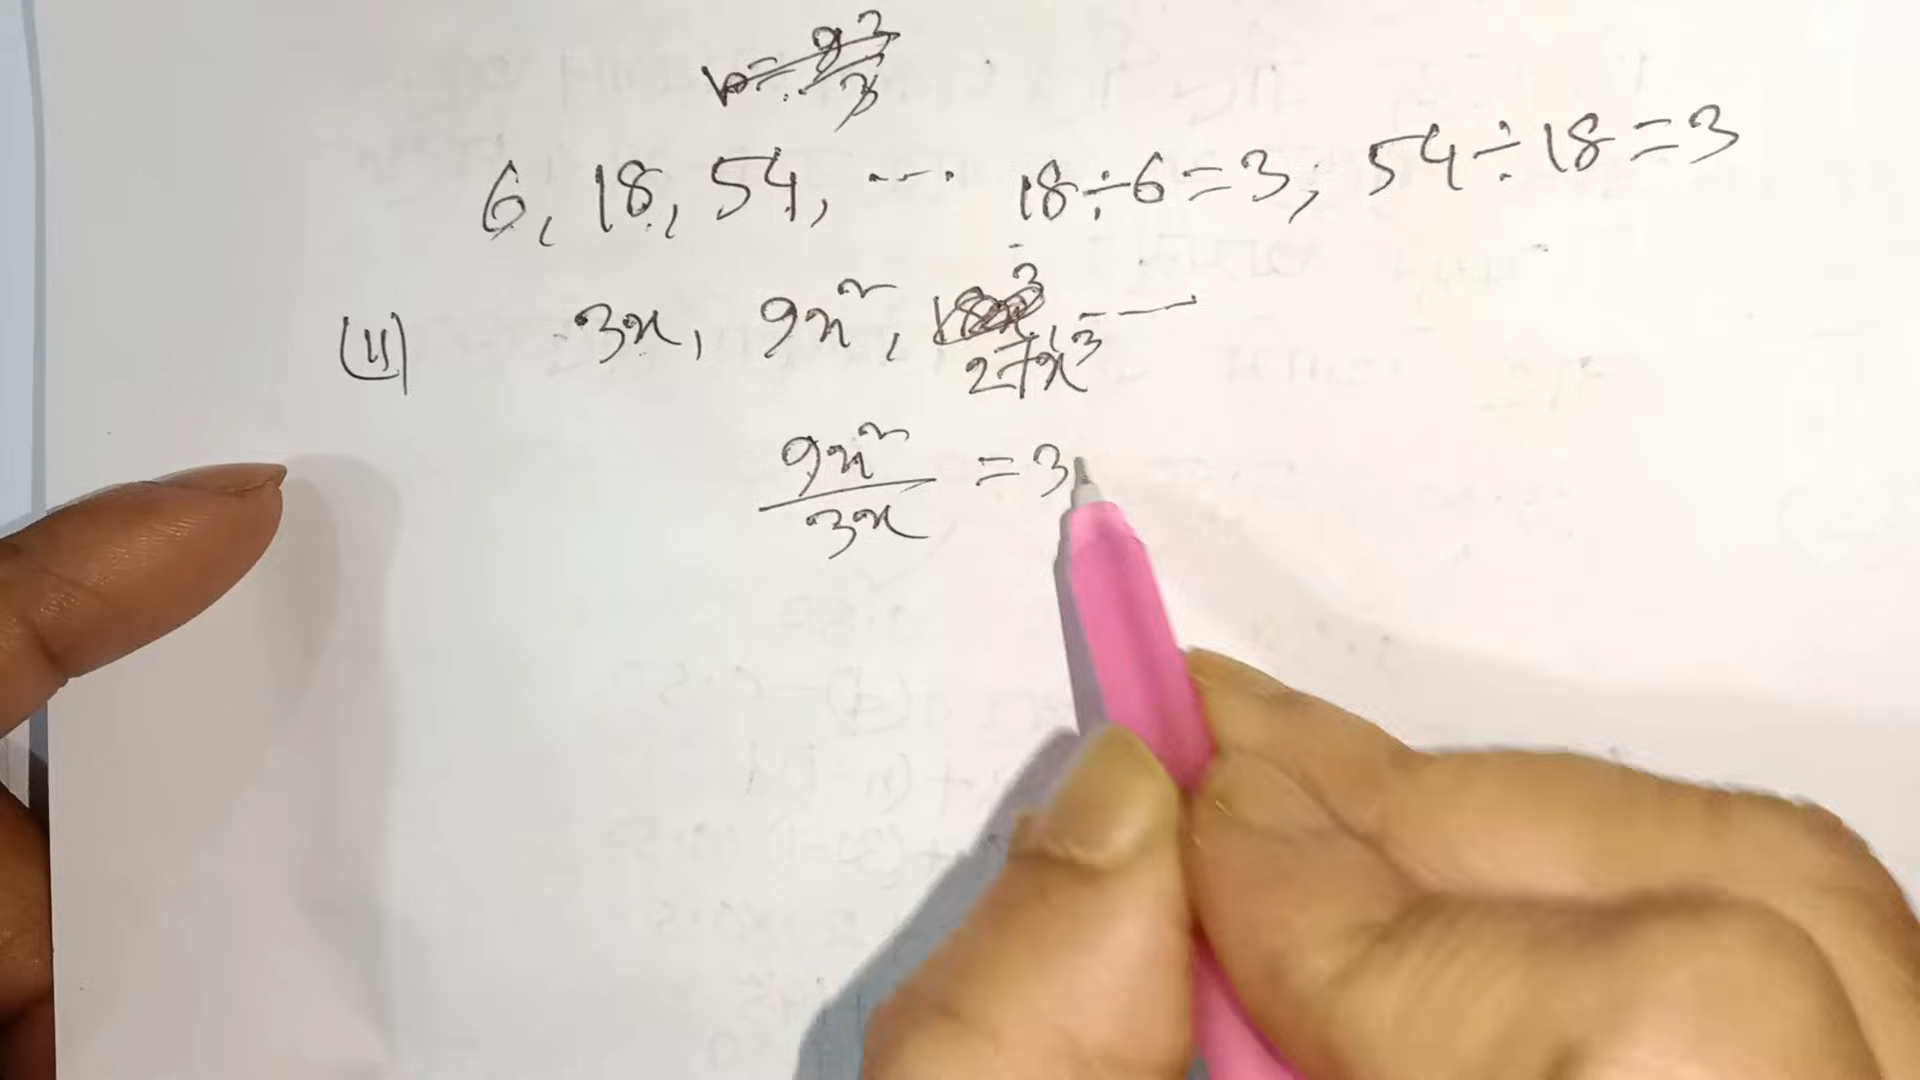 6, 18, 54, ... 18÷6=3; 54÷18=3
(ii) 3x, 9x², 27x³ ---
9x²/3x = 3